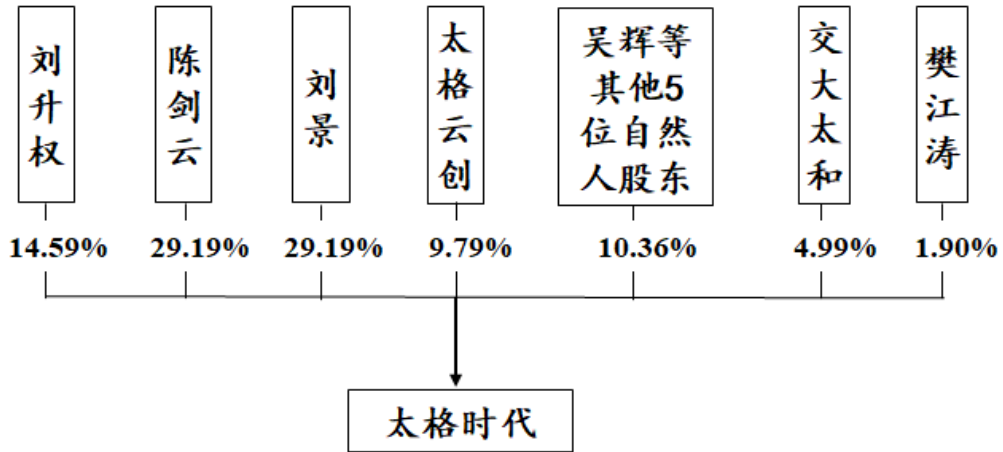 刘升权
陈剑云
刘景
太格云创
吴辉等
其他5
位自然
人股东
交大太和
樊江涛
14.59%
29.19%
29.19%
9.79%
10.36%
4.99%
1.90%
太格时代